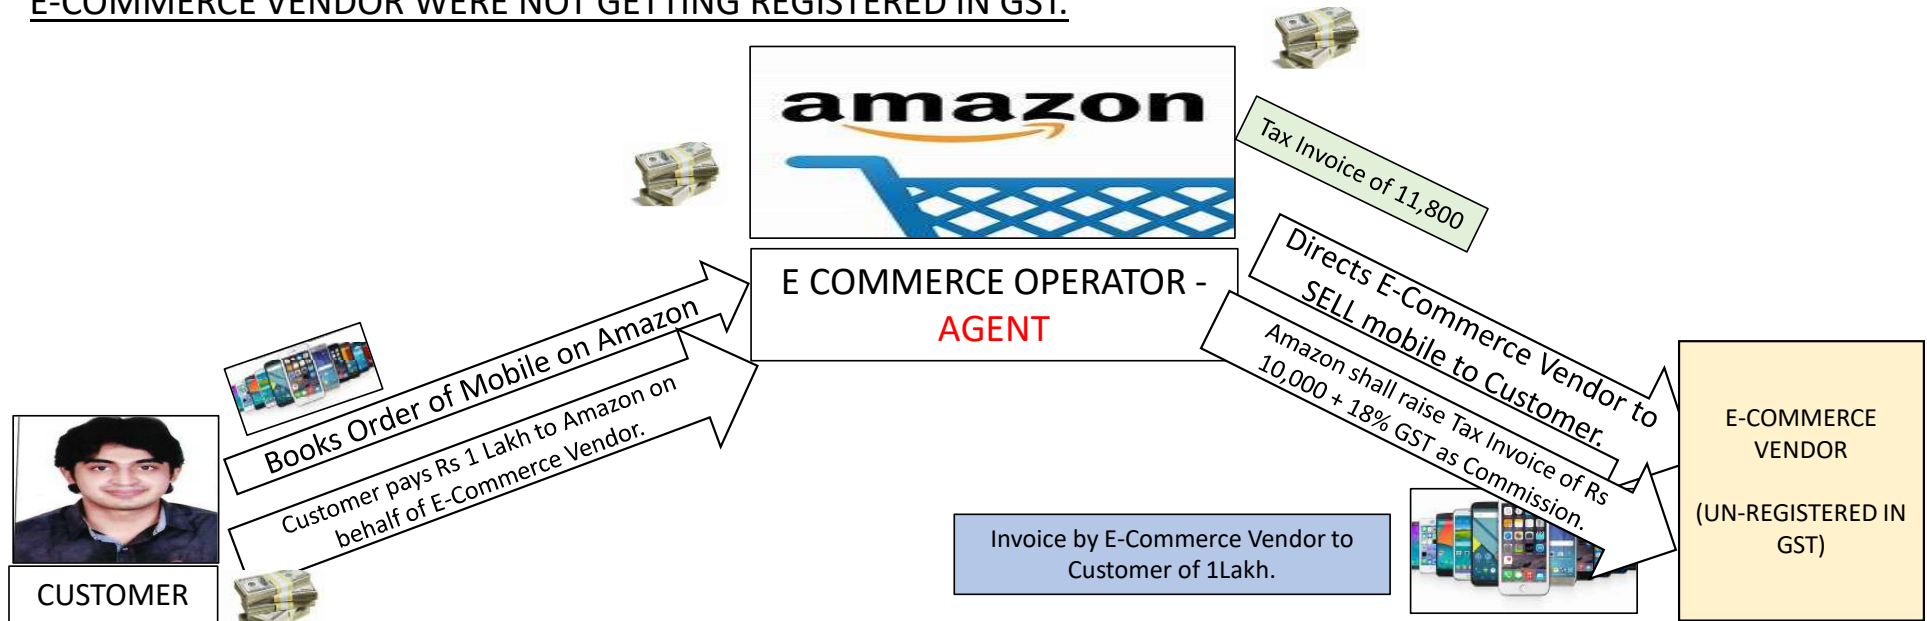 E-COMMERCE VENDOR WERE NOT GETTING REGISTERED IN GST.
amazon
Tax Invoice of 11,800
E COMMERCE OPERATOR -
AGENT
Books Order of Mobile on Amazon
Customer pays Rs 1 Lakh to Amazon on
behalf of E-Commerce Vendor.
Directs E-Commerce Vendor to
SELL mobile to Customer.
Amazon shall raise Tax Invoice of Rs
10,000 + 18% GST as Commission.
E-COMMERCE
VENDOR
(UN-REGISTERED IN
GST)
Invoice by E-Commerce Vendor to
Customer of 1Lakh.
CUSTOMER